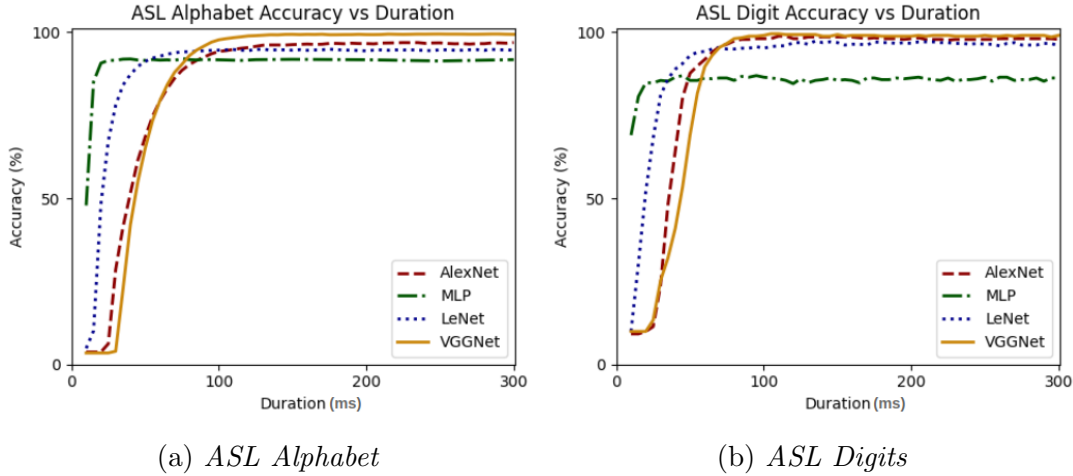 ASL Alphabet Accuracy vs Duration
100
50
0
Accuracy (%)
AlexNet
MLP
LeNet
VGGNet
0 100 200 300
Duration (ms)
(a) ASL Alphabet
ASL Digit Accuracy vs Duration
100
50
0
Accuracy (%)
AlexNet
MLP
LeNet
VGGNet
0 100 200 300
Duration (ms)
(b) ASL Digits